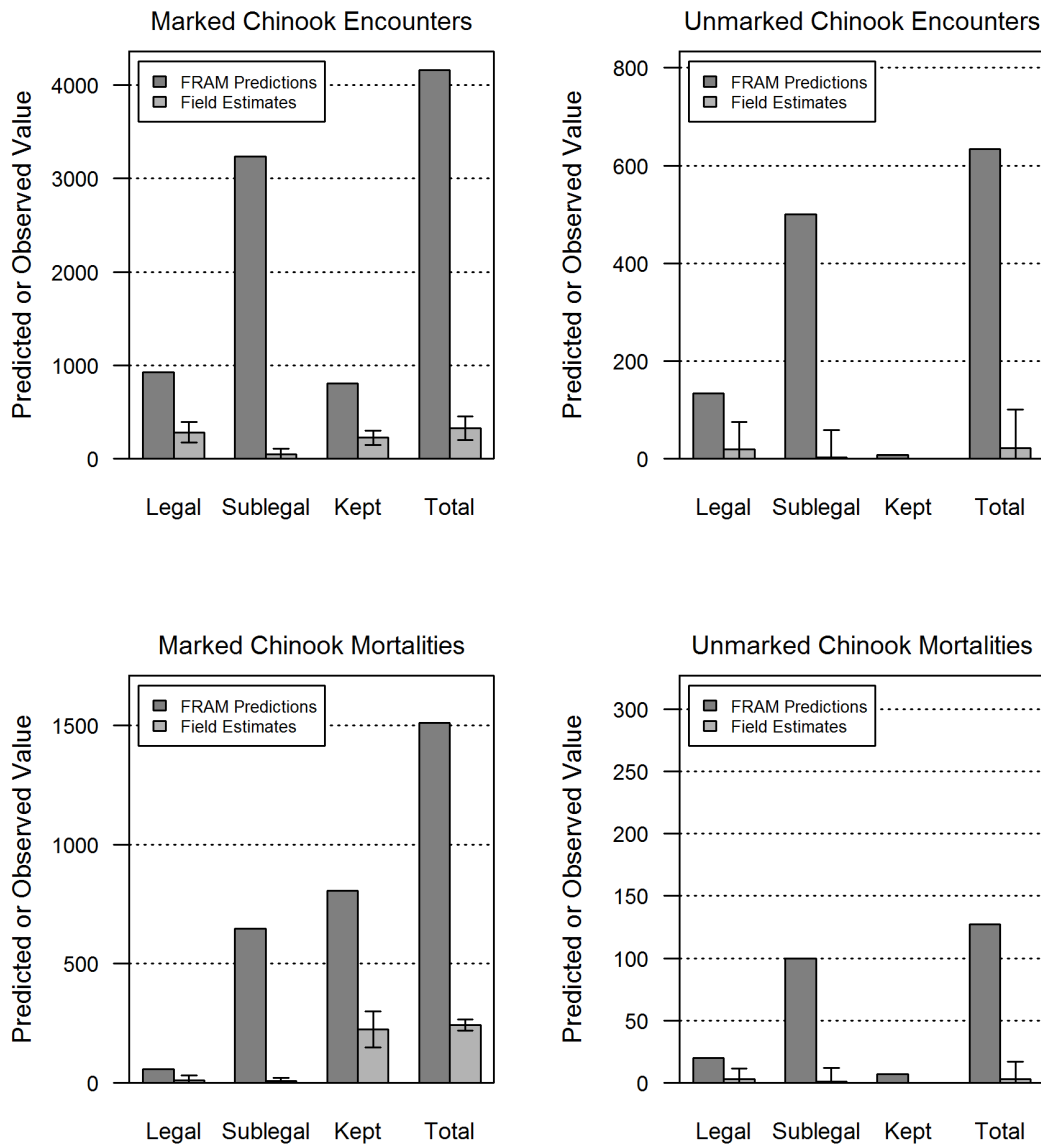 Marked Chinook Encounters
Predicted or Observed Value
FRAM Predictions
Field Estimates
4000
3000
2000
1000
0
Legal Sublegal Kept Total
Unmarked Chinook Encounters
Predicted or Observed Value
FRAM Predictions
Field Estimates
800
600
400
200
0
Legal Sublegal Kept Total
Marked Chinook Mortalities
Predicted or Observed Value
FRAM Predictions
Field Estimates
1500
1000
500
0
Legal Sublegal Kept Total
Unmarked Chinook Mortalities
Predicted or Observed Value
FRAM Predictions
Field Estimates
300
250
200
150
100
50
0
Legal Sublegal Kept Total